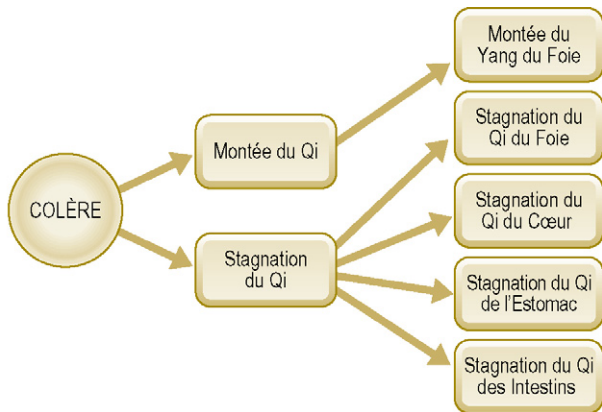 COLÈRE
Montée du Qi
Stagnation
du Qi
Montée du
Yang du Foie
Stagnation du
Qi du Foie
Stagnation du
Qi du Cœur
Stagnation du Qi
de l'Estomac
Stagnation du Qi
des Intestins